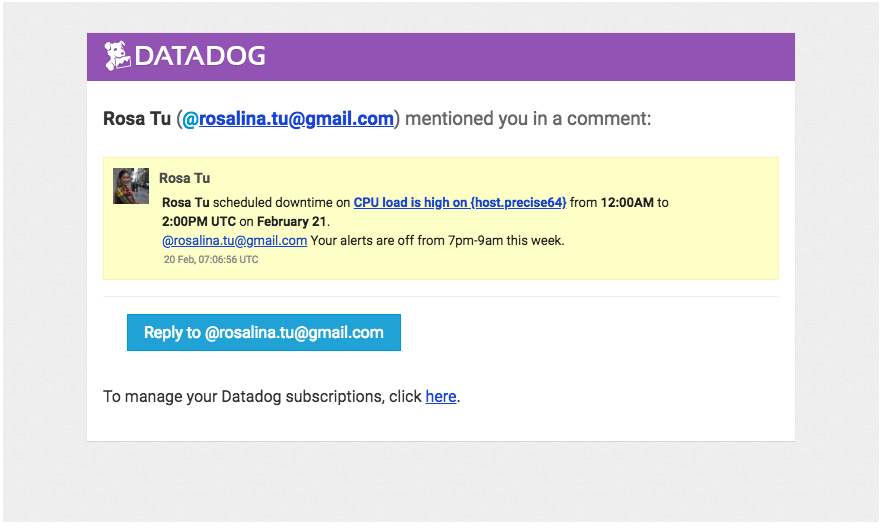 DATADOG
Rosa Tu (@rosalina.tu@gmail.com) mentioned you in a comment:
Rosa Tu
Rosa Tu scheduled downtime on CPU load is high on {host.precise64} from 12:00AM to
2:00PM UTC on February 21.
@rosalina.tu@gmail.com Your alerts are off from 7pm-9am this week.
20 Feb, 07:06:56 UTC
Reply to @rosalina.tu@gmail.com
To manage your Datadog subscriptions, click here.